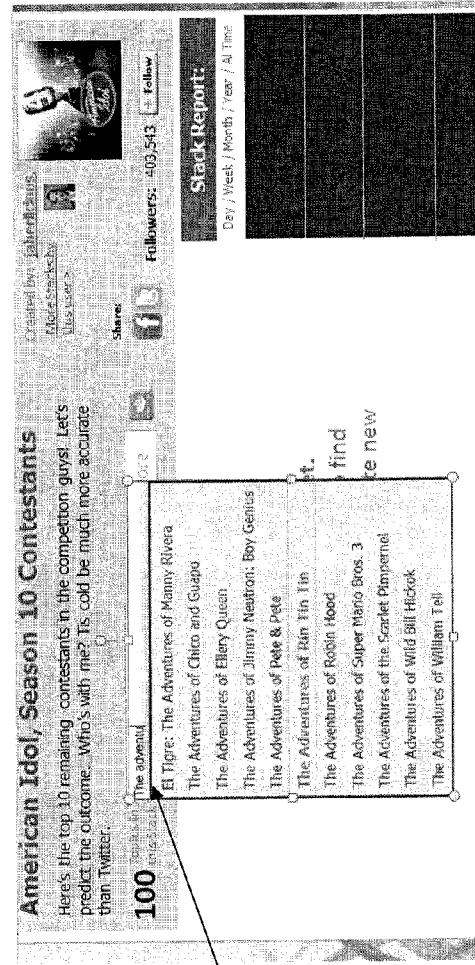 American Idol, Season 10 Contestants
Here's the top 10 remaining contestants in the competition guys! Let's
predict the outcome. Who's with me? Tis cold be much more accurate
than Twitter.
Created by: jaherlicious
More Stacks by
this user >
Share:
Followers: 403,543 + Follow
100
The adventu
El Tigre: The Adventures of Manny Rivera
The Adventures of Chico and Guapo
The Adventures of Ellery Queen
The Adventures of Jimmy Neutron: Boy Genius
The Adventures of Pete & Pete
The Adventures of Rin Tin Tin
The Adventures of Robin Hood
The Adventures of Super Mario Bros. 3
The Adventures of the Scarlet Pimpernel
The Adventures of Wild Bill Hickok
The Adventures of William Tell
find
te new
Stack Report:
Day / Week / Month / Year / All Time